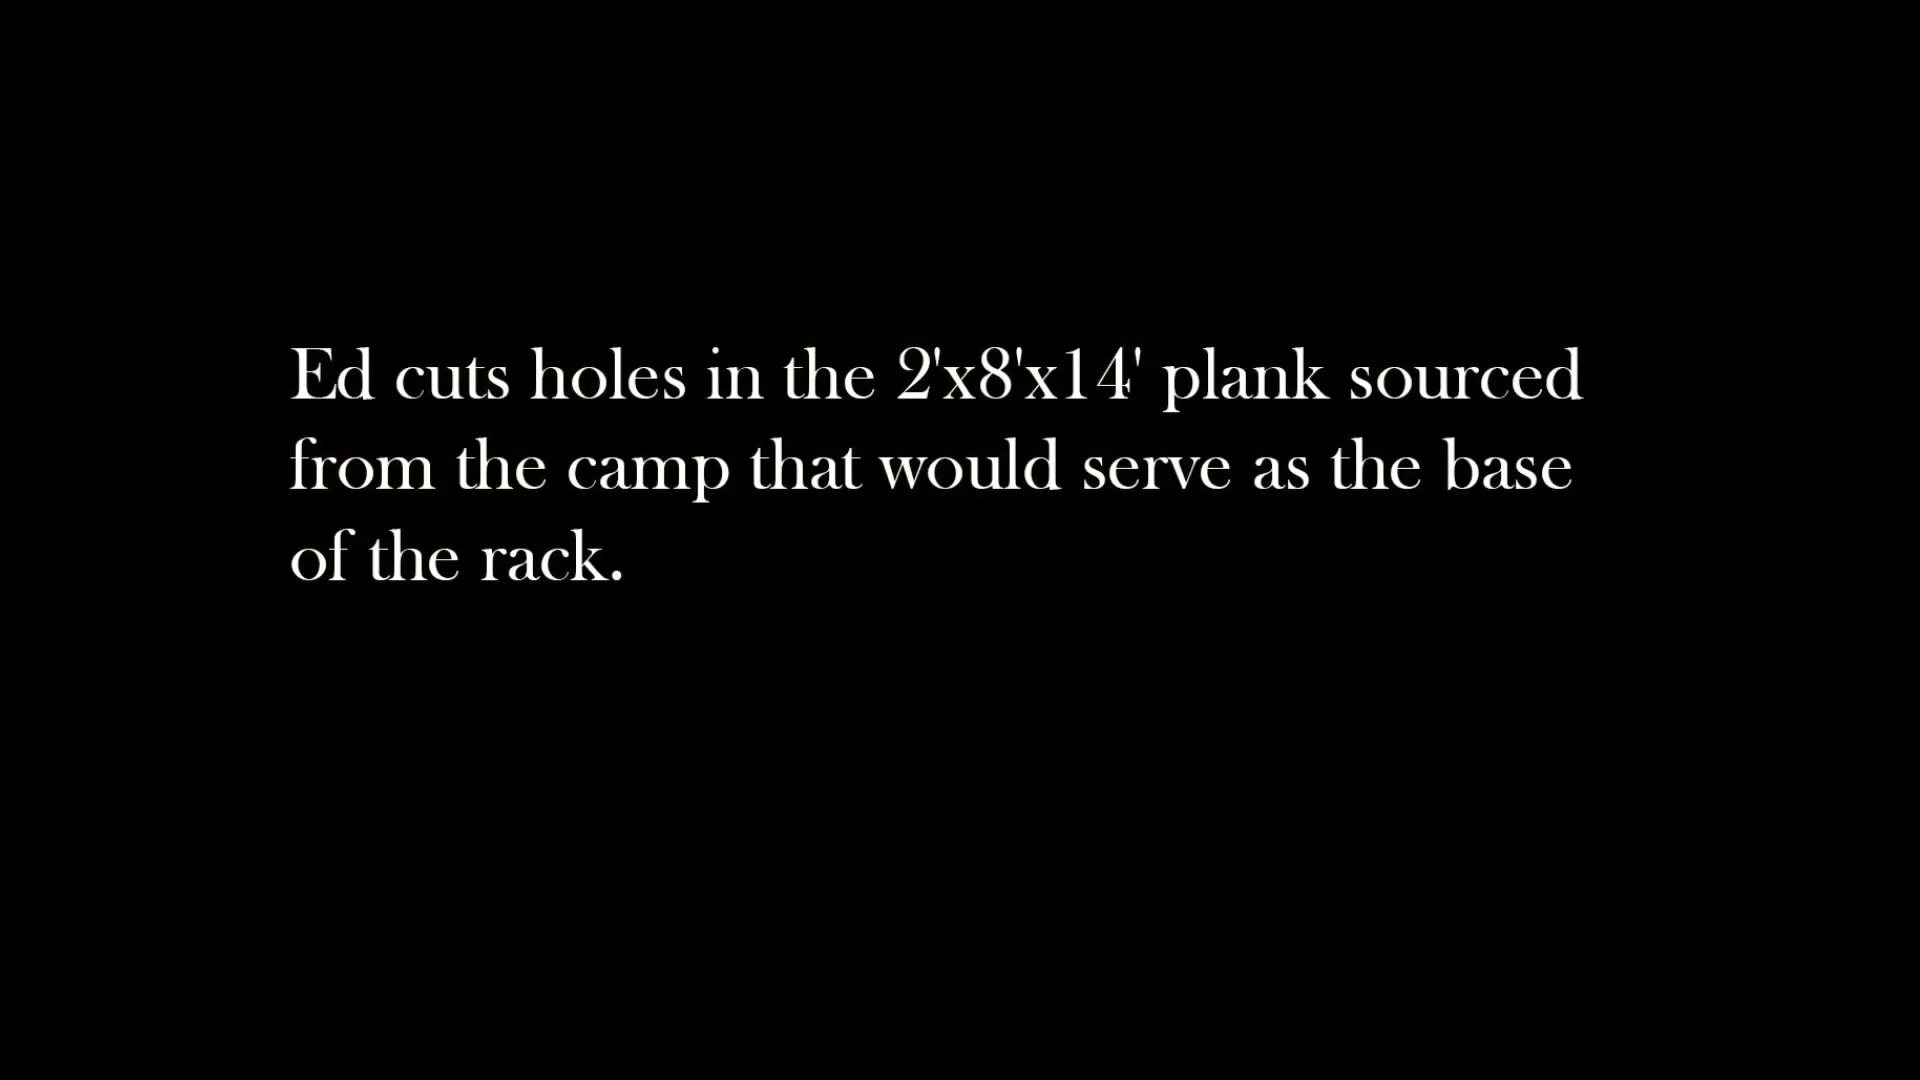 Ed cuts holes in the 2'x8'x14' plank sourced
from the camp that would serve as the base
of the rack.